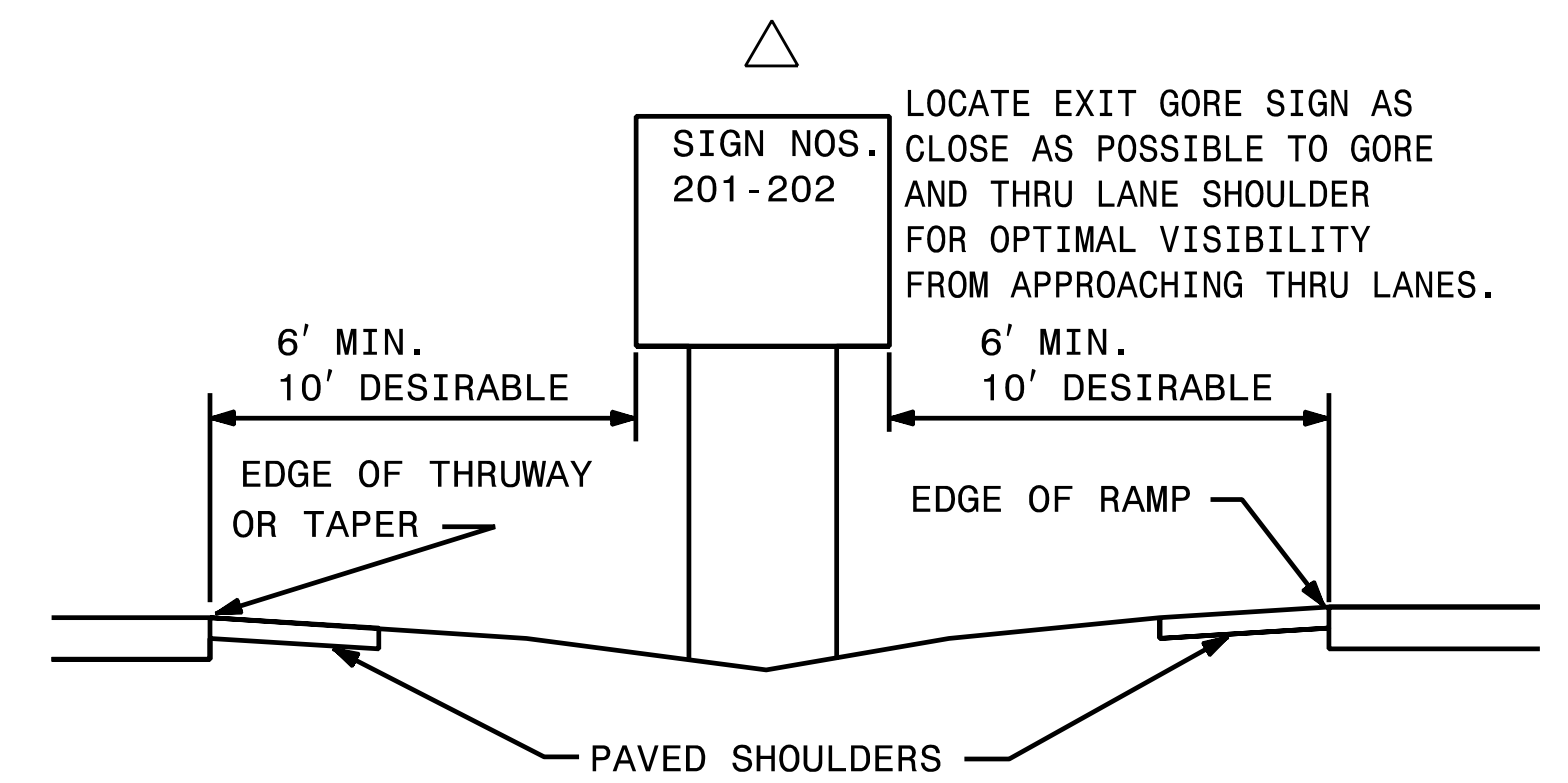 SIGN NOS.
201-202
LOCATE EXIT GORE SIGN AS
CLOSE AS POSSIBLE TO GORE
AND THRU LANE SHOULDER
FOR OPTIMAL VISIBILITY
FROM APPROACHING THRU LANES.
6' MIN.
10' DESIRABLE
6' MIN.
10' DESIRABLE
EDGE OF THRUWAY
OR TAPER
EDGE OF RAMP
PAVED SHOULDERS